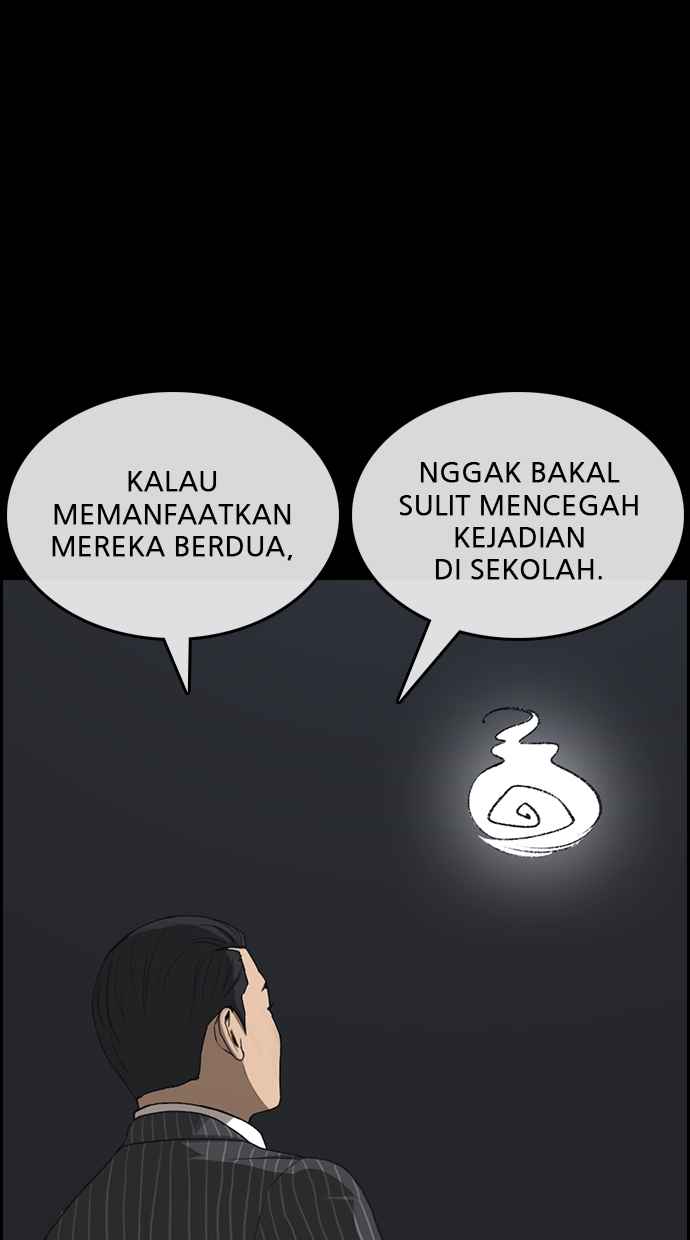 KALAU
MEMANFAATKAN
MEREKA BERDUA,
NGGAK BAKAL
SULIT MENCEGAH
KEJADIAN
DI SEKOLAH.